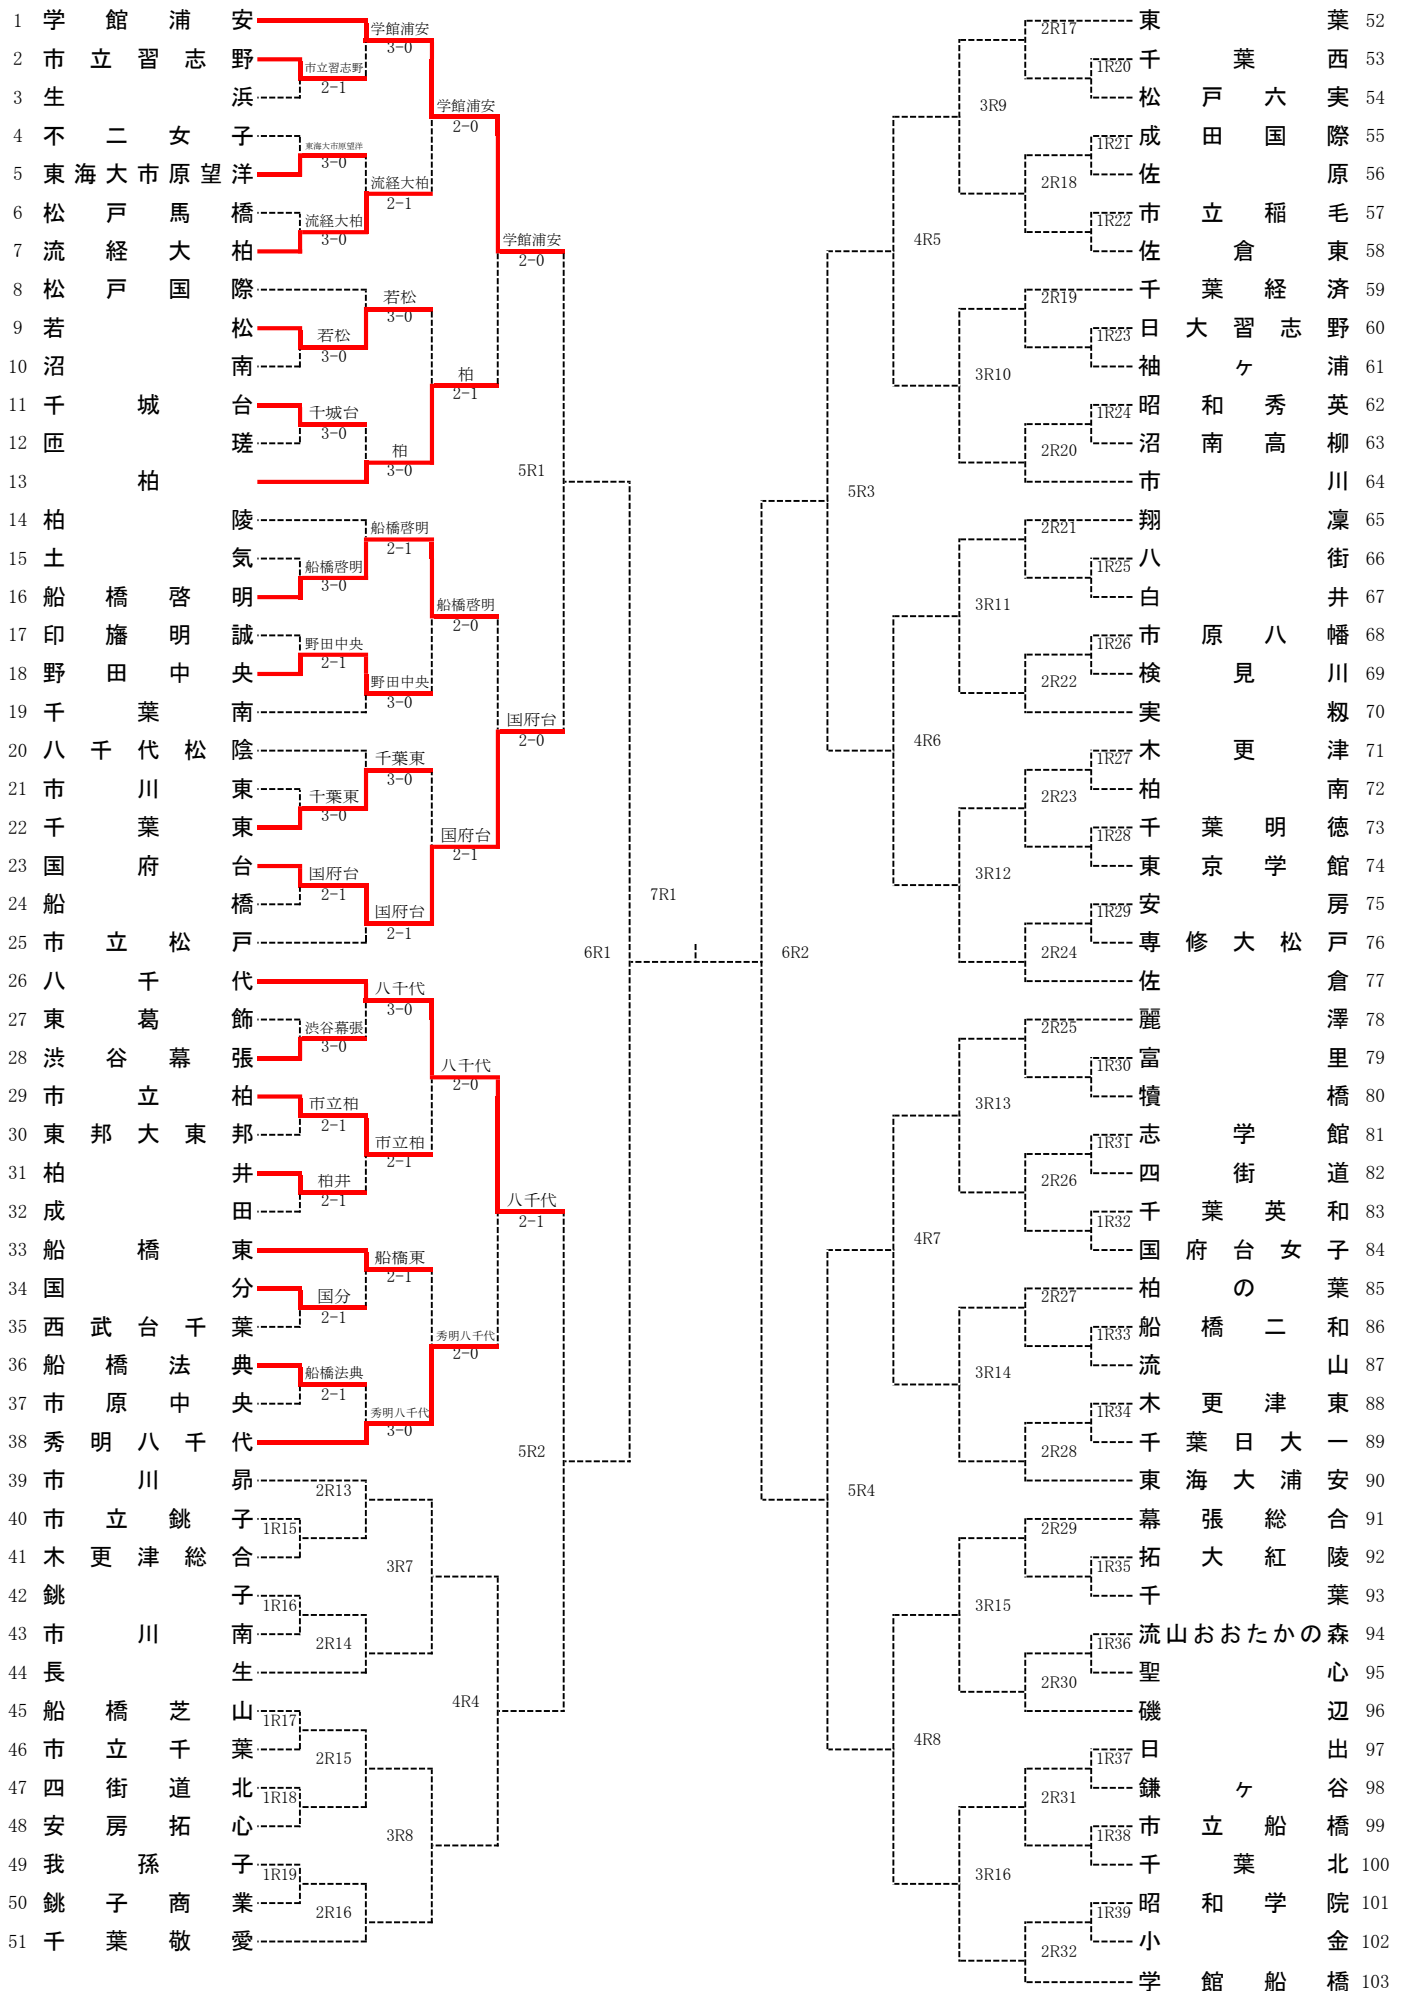 1 学館浦安
2 市立習志野
3 生浜
4 不二女子
5 東海大市原望洋
6 松戸馬橋
7 流経大柏
8 松戸国際
9 若松
10 沼南
11 千城台
12 匝瑳
13 柏
14 柏陵
15 土気
16 船橋啓明
17 印旛明誠
18 野田中央
19 千葉南
20 八千代松陰
21 市川東
22 千葉東
23 国府台
24 船橋
25 市立松戸
26 八千代
27 東葛飾
28 渋谷幕張
29 市立柏
30 東邦大東邦
31 柏井
32 成田
33 船橋東
34 国分
35 西武台千葉
36 船橋法典
37 市原中央
38 秀明八千代
39 市川昴
40 市立銚子
41 木更津総合
42 銚子
43 市川南
44 長生
45 船橋芝山
46 市立千葉
47 四街道北
48 安房拓心
49 我孫子
50 銚子商業
51 千葉敬愛
市立習志野
2-1
東海大市原望洋
3-0
流経大柏
3-0
若松
3-0
千城台
3-0
船橋啓明
3-0
野田中央
2-1
千葉東
3-0
国府台
2-1
渋谷幕張
3-0
市立柏
2-1
柏井
2-1
国分
2-1
船橋法典
2-1
1R15
1R16
1R17
1R18
1R19
学館浦安
3-0
流経大柏
2-1
若松
3-0
柏
3-0
船橋啓明
2-1
野田中央
3-0
千葉東
3-0
国府台
2-1
八千代
3-0
市立柏
2-1
船橋東
2-1
秀明八千代
3-0
2R13
2R14
2R15
2R16
学館浦安
2-0
柏
2-1
船橋啓明
2-0
国府台
2-1
八千代
2-0
秀明八千代
2-0
3R7
3R8
学館浦安
2-0
国府台
2-0
八千代
2-1
4R4
5R1
5R2
6R1
7R1
6R2
5R3
5R4
4R5
4R6
4R7
4R8
3R9
3R10
3R11
3R12
3R13
3R14
3R15
3R16
2R17
2R18
2R19
2R20
2R21
2R22
2R23
2R24
2R25
2R26
2R27
2R28
2R29
2R30
2R31
2R32
1R20
1R21
1R22
1R23
1R24
1R25
1R26
1R27
1R28
1R29
1R30
1R31
1R32
1R33
1R34
1R35
1R36
1R37
1R38
1R39
東葉 52
千葉西 53
松戸六実 54
成田国際 55
佐原 56
市立稲毛 57
佐倉東 58
千葉経済 59
日大習志野 60
袖ヶ浦 61
昭和秀英 62
沼南高柳 63
市川 64
翔凜 65
八街 66
白井 67
市原八幡 68
検見川 69
実籾 70
木更津 71
柏南 72
千葉明徳 73
東京学館 74
安房 75
専修大松戸 76
佐倉 77
麗澤 78
富里 79
犢橋 80
志学館 81
四街道 82
千葉英和 83
国府台女子 84
柏の葉 85
船橋二和 86
流山 87
木更津東 88
千葉日大一 89
東海大浦安 90
幕張総合 91
拓大紅陵 92
千葉 93
流山おおたかの森 94
聖心 95
磯辺 96
日出 97
鎌ヶ谷 98
市立船橋 99
千葉北 100
昭和学院 101
小金 102
学館船橋 103